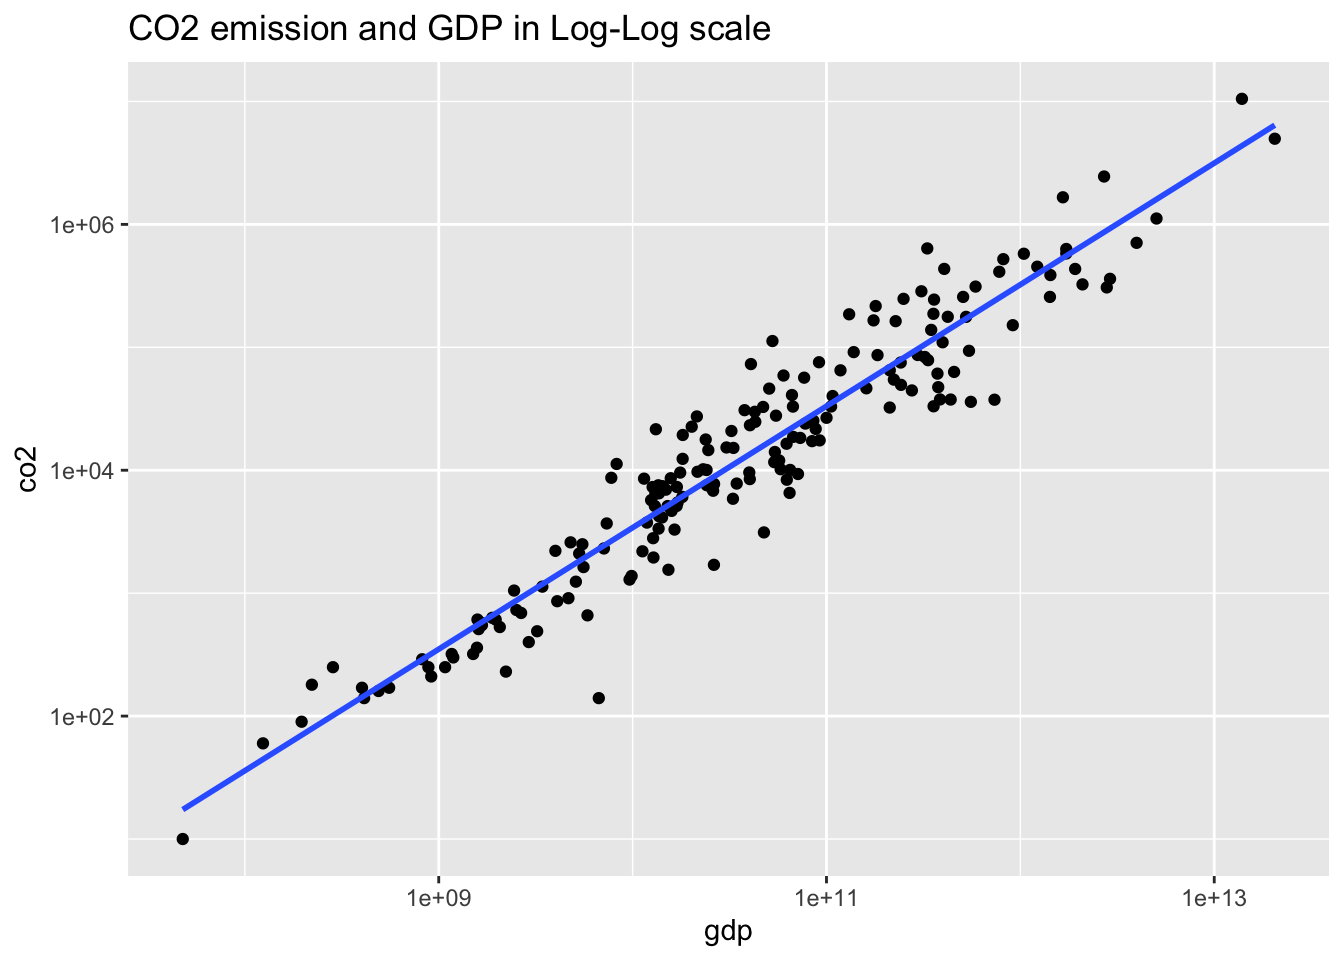 CO2 emission and GDP in Log-Log scale
1e+06
1e+04
1e+02
co2
1e+09 1e+11 1e+13
gdp